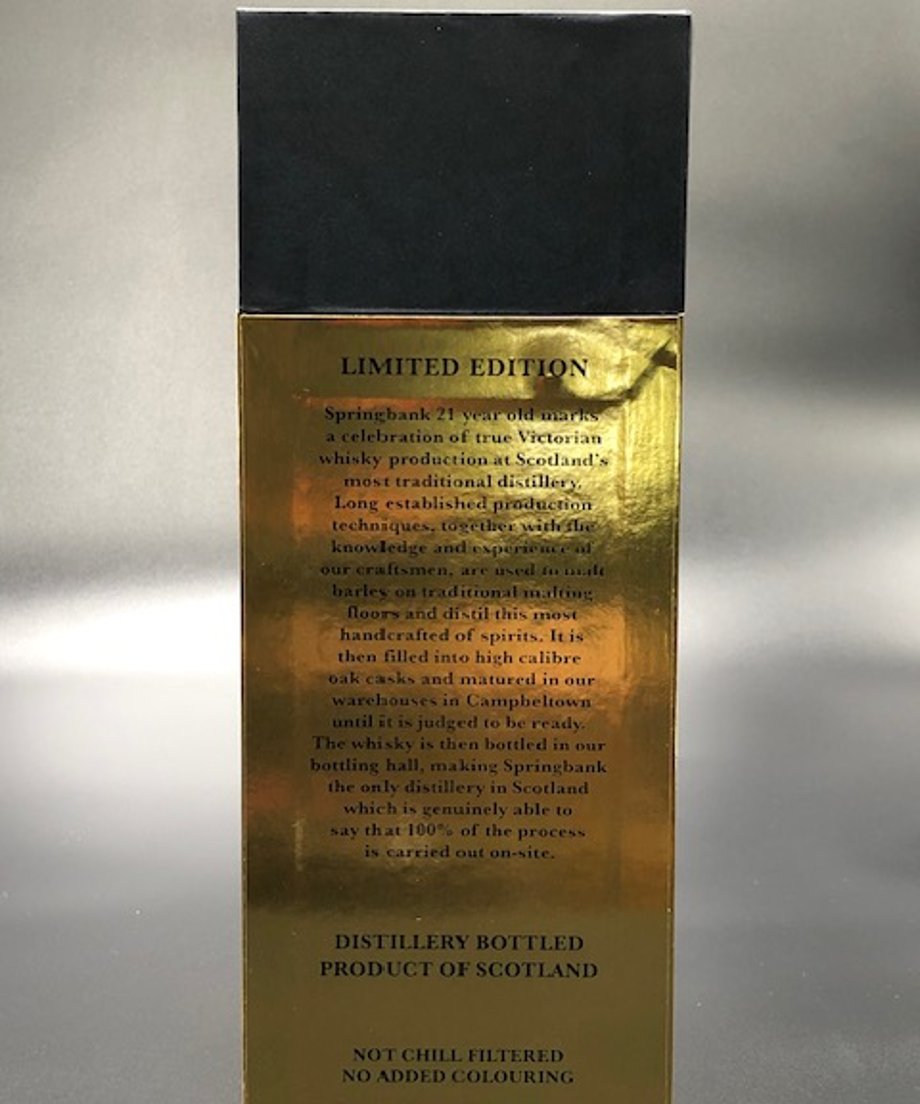 LIMITED EDITION
Springbank 21 year old marks
a celebration of true Victorian
whisky production at Scotland's
most traditional distillery.
Long established production
techniques, together with the
knowledge and experience of
our craftsmen, are used to malt
barley on traditional malting
floors and distil this most
handcrafted of spirits. It is
then filled into high calibre
oak casks and matured in our
warehouses in Campbeltown
until it is judged to be ready.
The whisky is then bottled in our
bottling hall, making Springbank
the only distillery in Scotland
which is genuinely able to
say that 100% of the process
is carried out on-site.
DISTILLERY BOTTLED
PRODUCT OF SCOTLAND
NOT CHILL FILTERED
NO ADDED COLOURING